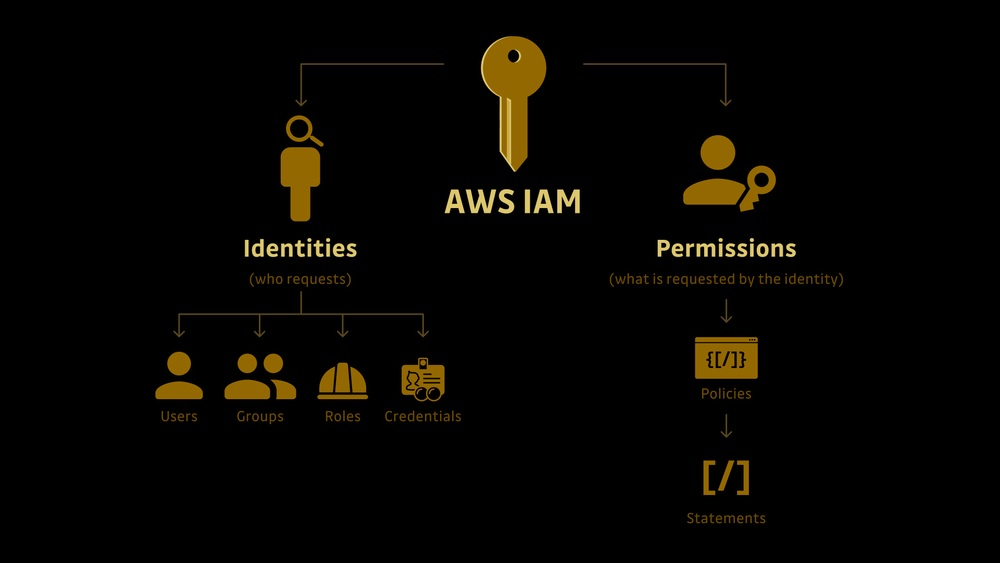 AWS IAM
Identities
(who requests)
Users
Groups
Roles
Credentials
Permissions
(what is requested by the identity)
{[/]}
Policies
[/]
Statements